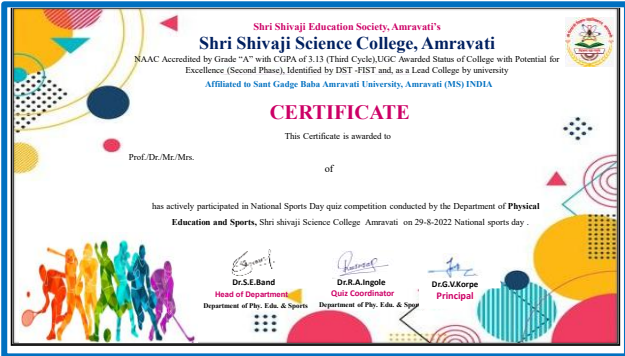 Shri Shivaji Education Society, Amravati's
Shri Shivaji Science College, Amravati
NAAC Accredited by Grade “A” with CGPA of 3.13 (Third Cycle),UGC Awarded Status of College with Potential for
Excellence (Second Phase), Identified by DST -FIST and, as a Lead College by university
Affiliated to Sant Gadge Baba Amravati University, Amravati (MS) INDIA
CERTIFICATE
This Certificate is awarded to
Prof./Dr./Mr./Mrs.
of
has actively participated in National Sports Day quiz competition conducted by the Department of Physical
Education and Sports, Shri shivaji Science College Amravati on 29-8-2022 National sports day .
Dr.S.E.Band
Head of Department
Department of Phy. Edu. & Sports
Dr.R.A.Ingole
Quiz Coordinator
Department of Phy. Edu. & Sport
Dr.G.V.Korpe
Principal